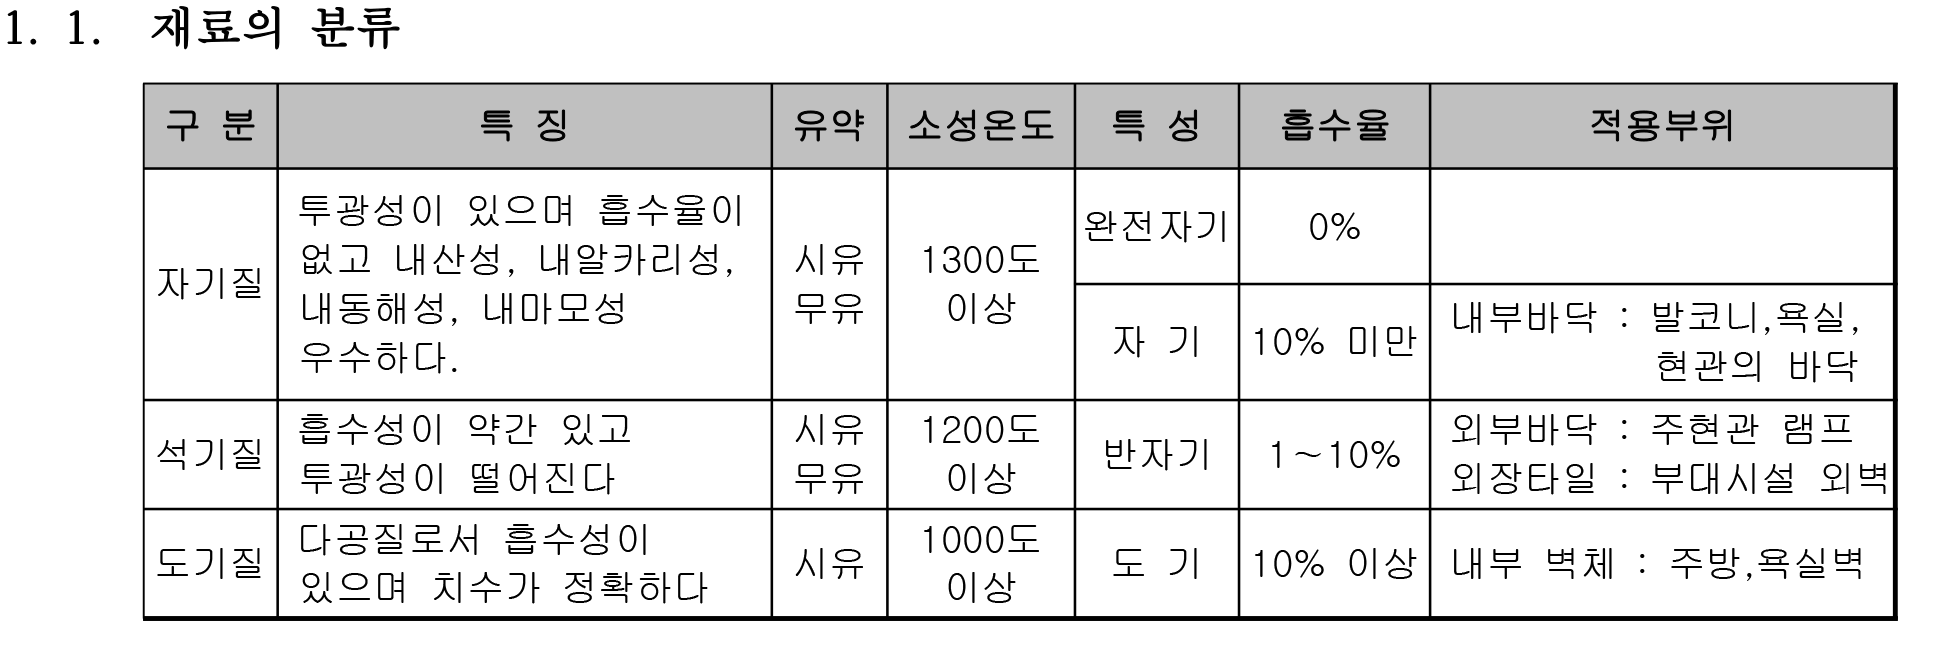 1. 1. 재료의 분류
구 분 특 징 유약 소성온도 특 성 흡수율 적용부위
자기질
투광성이 있으며 흡수율이
없고 내산성, 내알카리성,
내동해성, 내마모성
우수하다.
시유
무유
1300도
이상
완전자기 0%
자 기 10% 미만
내부바닥 : 발코니,욕실,
현관의 바닥
석기질
흡수성이 약간 있고
투광성이 떨어진다
시유
무유
1200도
이상
반자기 1～10%
외부바닥 : 주현관 램프
외장타일 : 부대시설 외벽
도기질
다공질로서 흡수성이
있으며 치수가 정확하다
시유
1000도
이상
도 기 10% 이상 내부 벽체 : 주방,욕실벽